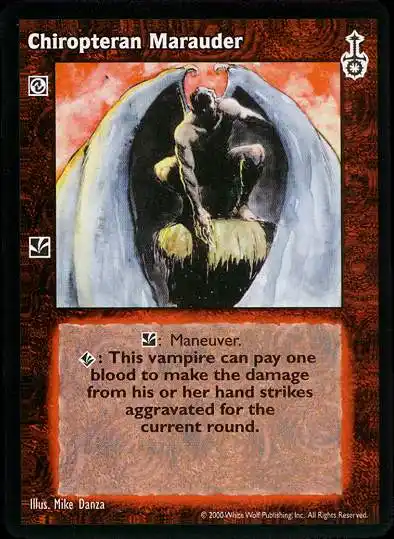 Chiropteran Marauder
: Maneuver.
: This vampire can pay one
blood to make the damage
from his or her hand strikes
aggravated for the
current round.
Illus. Mike Danza
© 2000 White Wolf Publishing, Inc. All Rights Reserved.